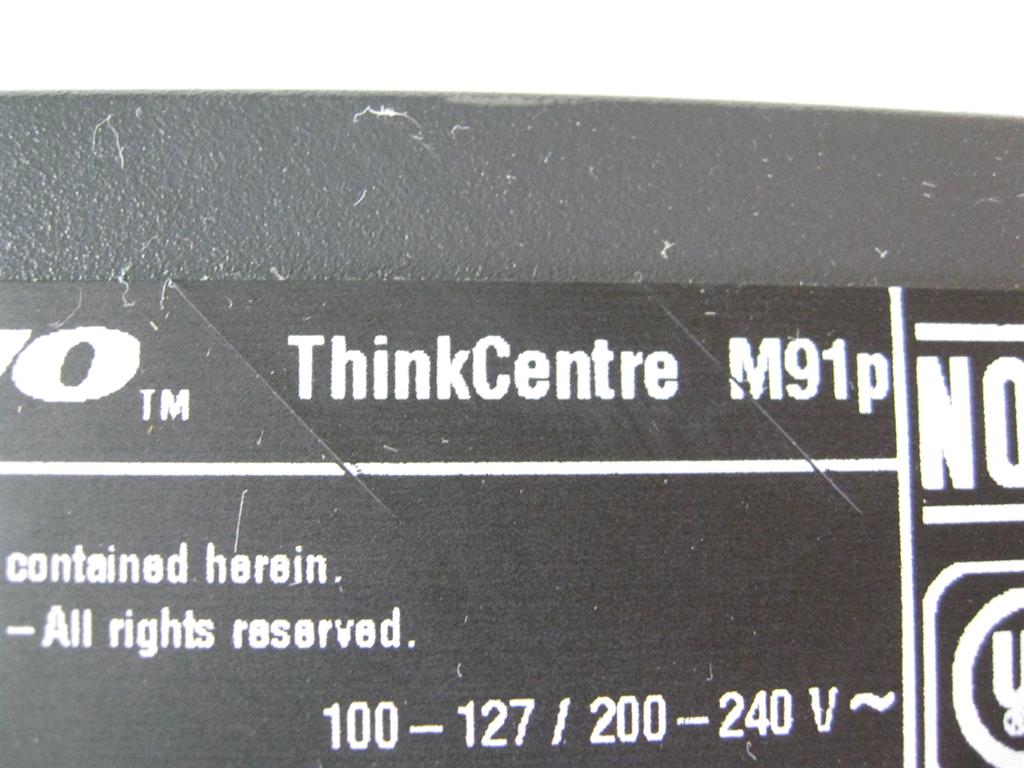 TM ThinkCentre M91p
contained herein.
– All rights reserved.
100 – 127 / 200 – 240 V ~